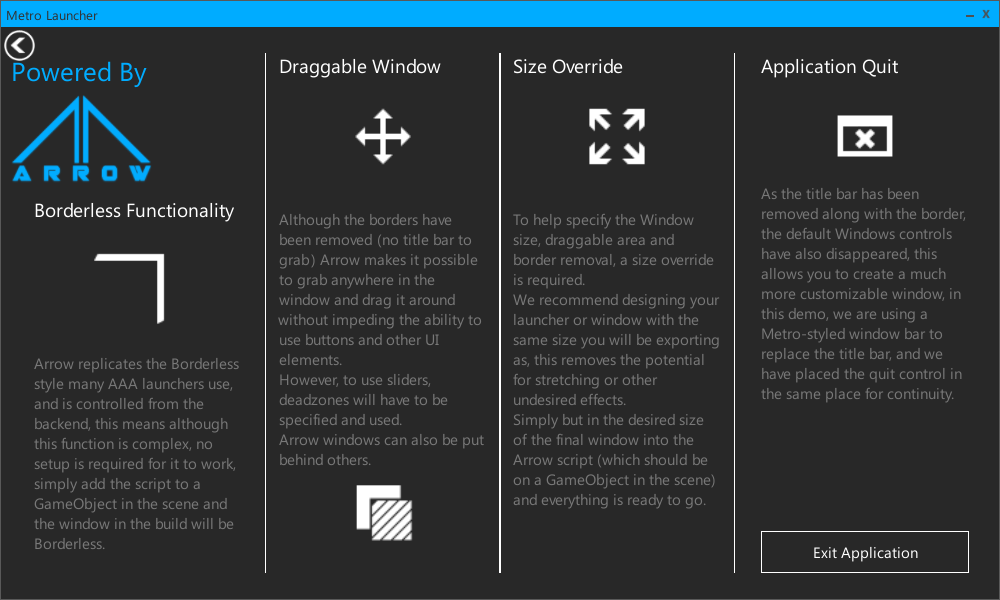 Metro Launcher
Powered By
ARROW
Borderless Functionality
Arrow replicates the Borderless
style many AAA launchers use,
and is controlled from the
backend, this means although
this function is complex, no
setup is required for it to work,
simply add the script to a
GameObject in the scene and
the window in the build will be
Borderless.
Draggable Window
Although the borders have
been removed (no title bar to
grab) Arrow makes it possible
to grab anywhere in the
window and drag it around
without impeding the ability to
use buttons and other UI
elements.
However, to use sliders,
deadzones will have to be
specified and used.
Arrow windows can also be put
behind others.
Size Override
To help specify the Window
size, draggable area and
border removal, a size override
is required.
We recommend designing your
launcher or window with the
same size you will be exporting
as, this removes the potential
for stretching or other
undesired effects.
Simply but in the desired size
of the final window into the
Arrow script (which should be
on a GameObject in the scene)
and everything is ready to go.
Application Quit
As the title bar has been
removed along with the border,
the default Windows controls
have also disappeared, this
allows you to create a much
more customizable window, in
this demo, we are using a
Metro-styled window bar to
replace the title bar, and we
have placed the quit control in
the same place for continuity.
Exit Application